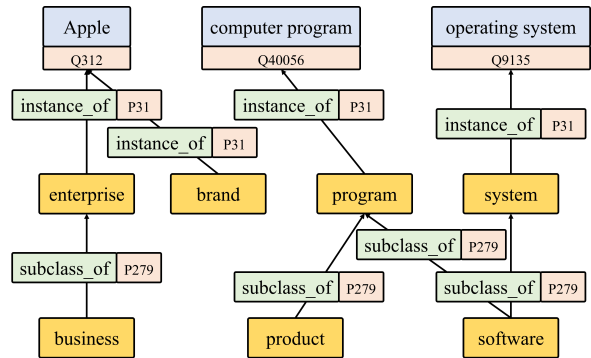 Apple
computer program
operating system
Q312
Q40056
Q9135
instance_of P31
instance_of P31
instance_of P31
instance_of P31
enterprise
brand
program
system
subclass_of P279
subclass_of P279
subclass_of P279
subclass_of P279
business
product
software